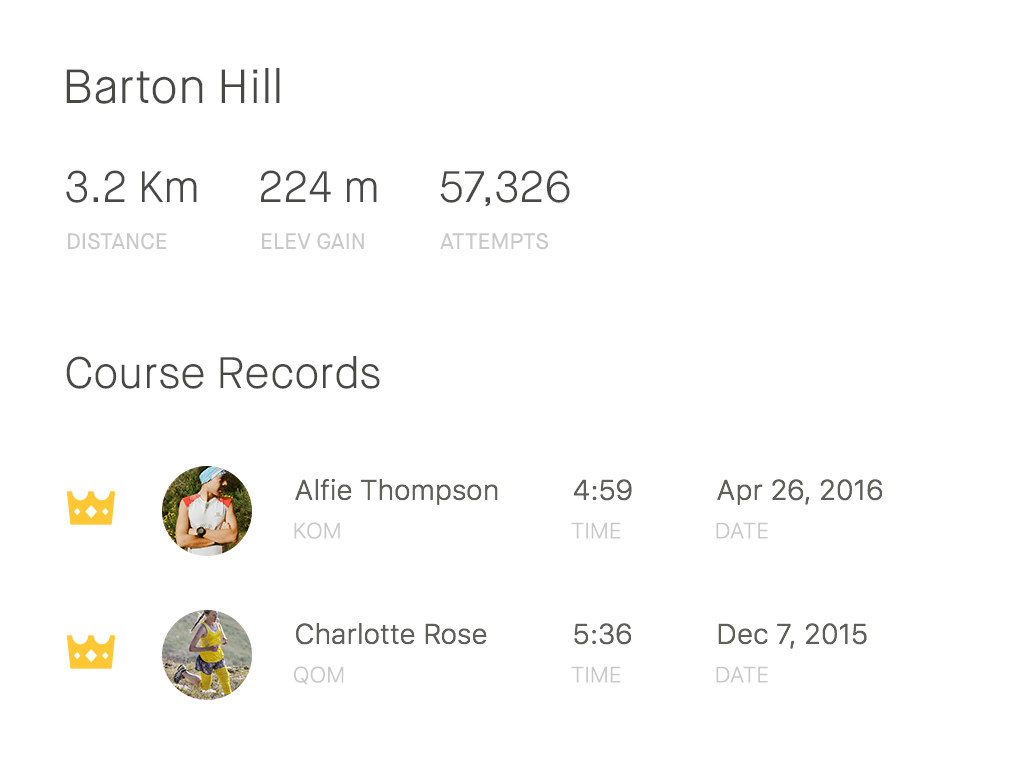 Barton Hill
3.2 Km 224 m 57,326
DISTANCE ELEV GAIN ATTEMPTS
Course Records
Alfie Thompson 4:59 Apr 26, 2016
KOM TIME DATE
Charlotte Rose 5:36 Dec 7, 2015
QOM TIME DATE